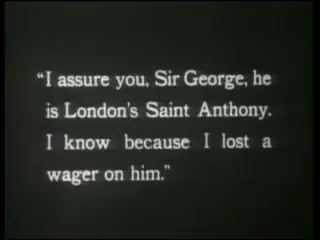 "I assure you, Sir George, he
is London's Saint Anthony.
I know because I lost a
wager on him."